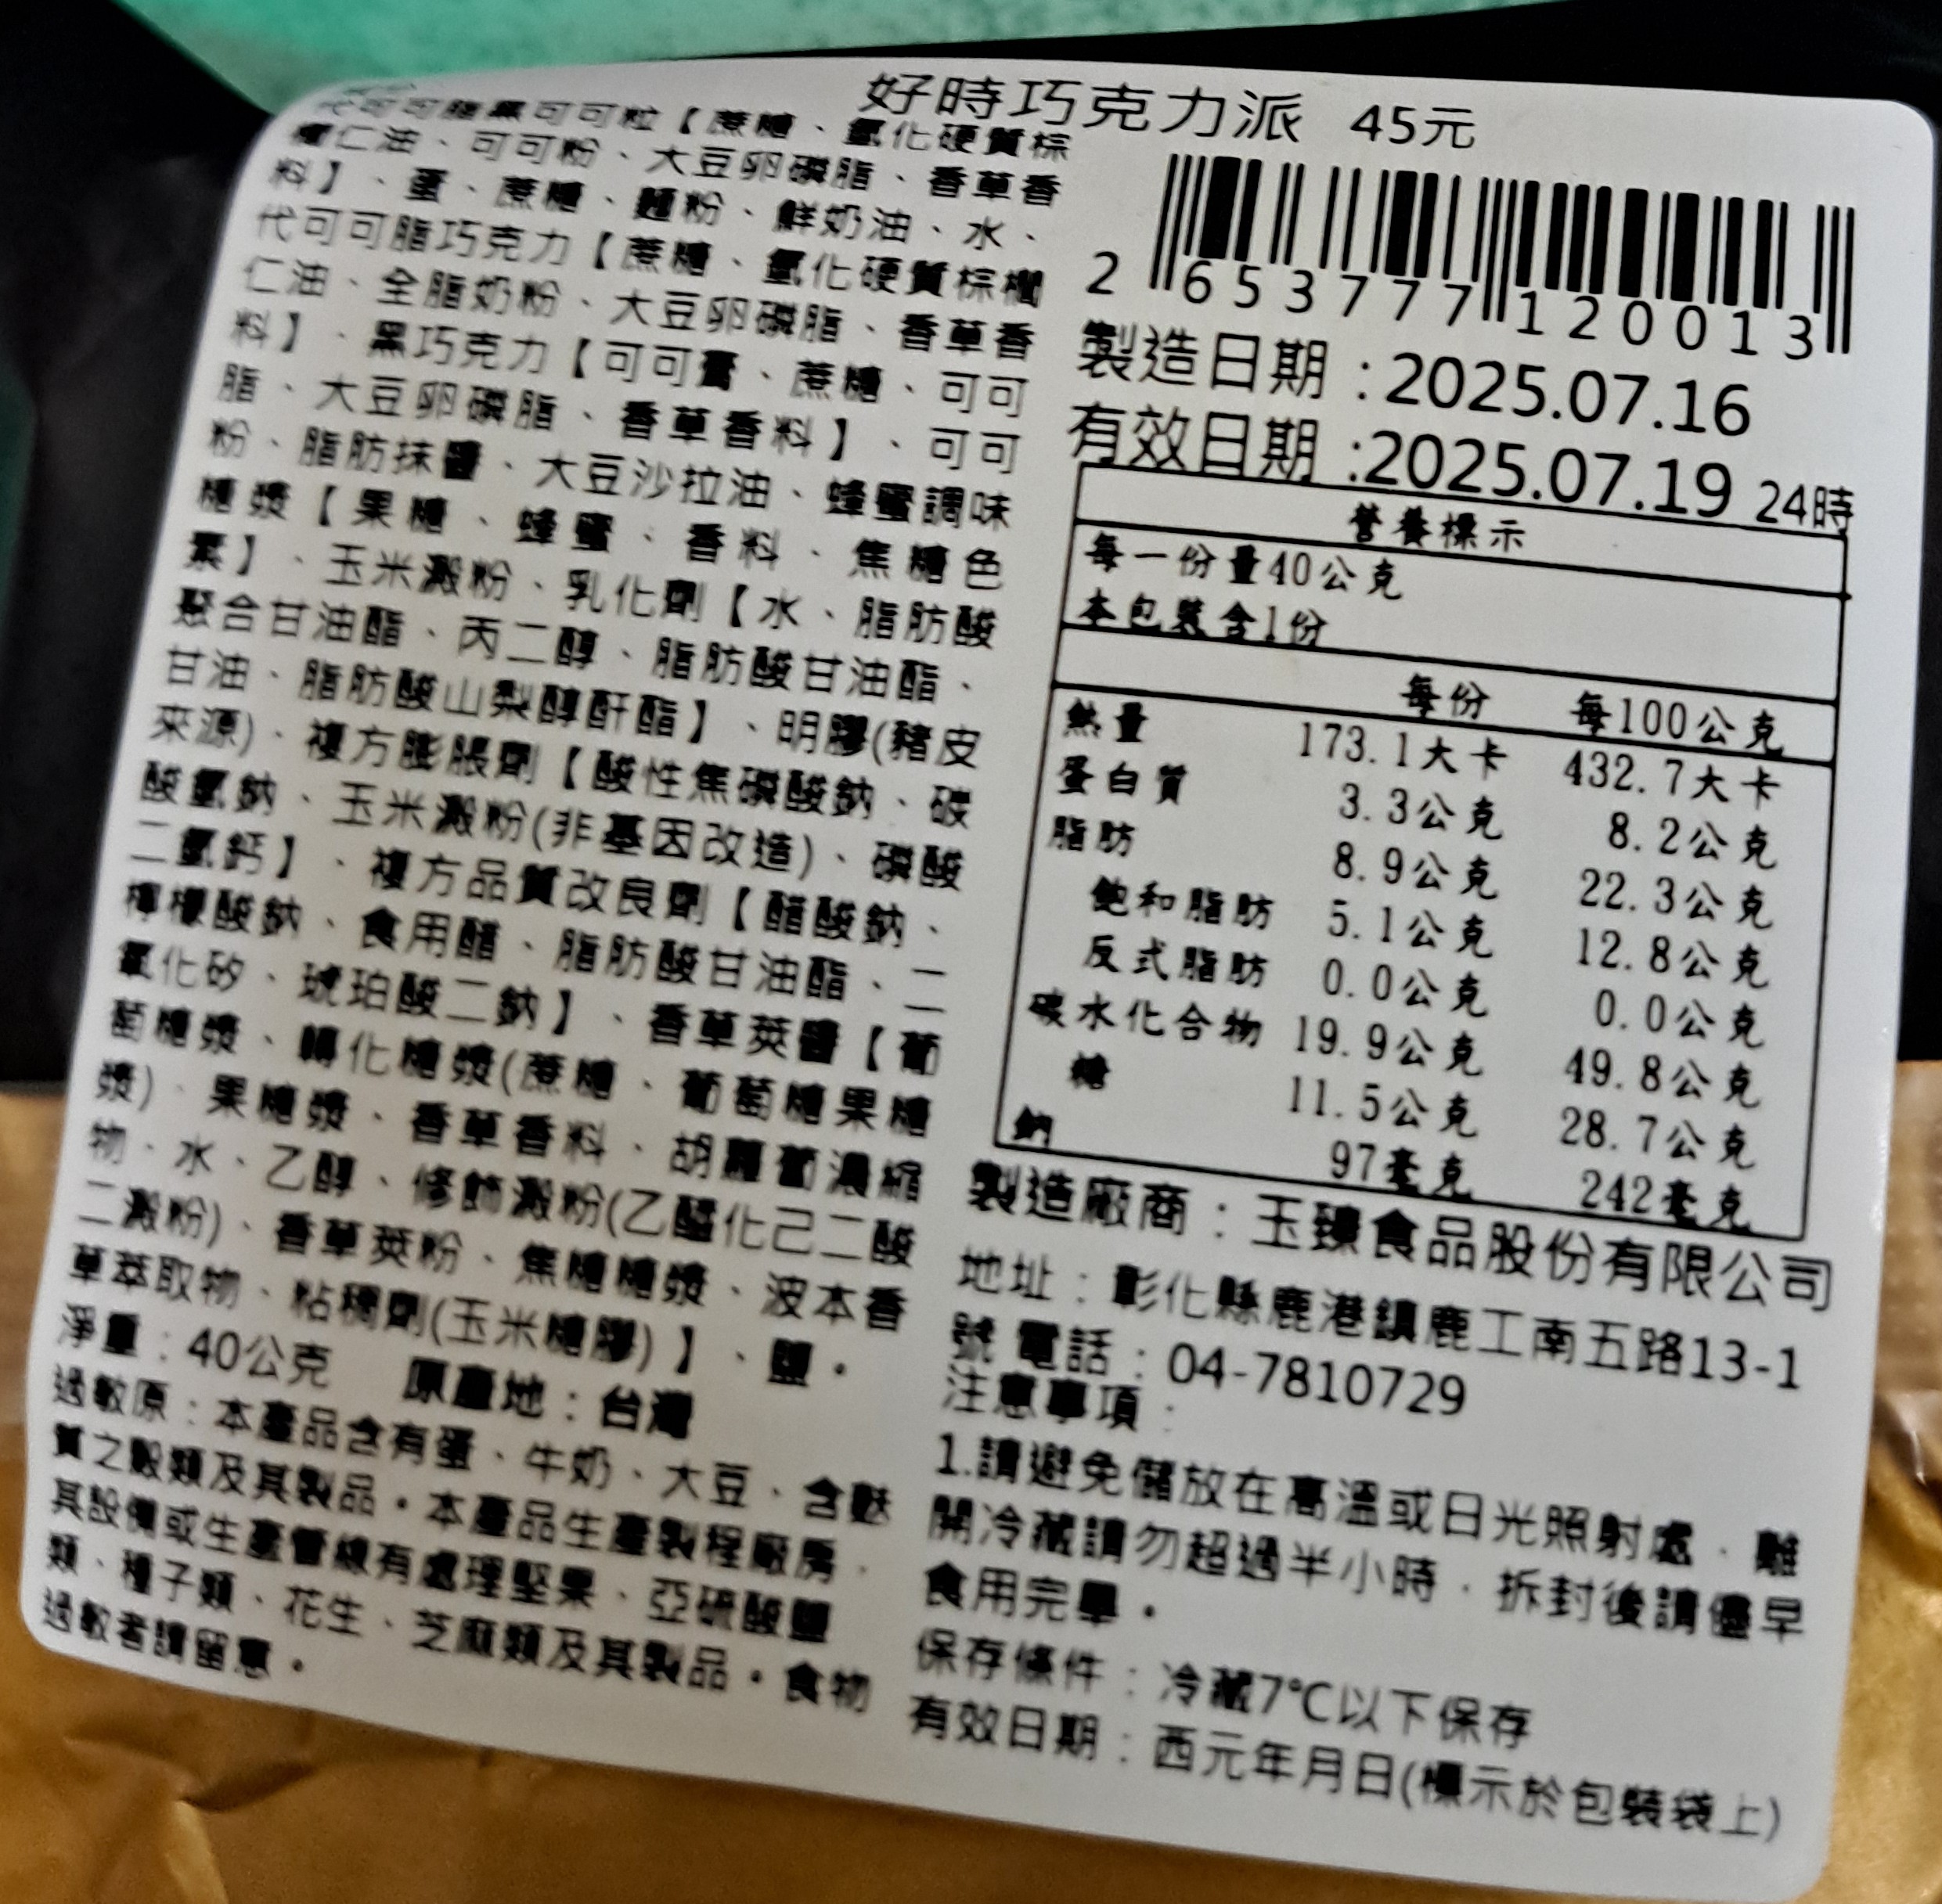 好時巧克力派 45元
代可可脂黑可可粒【蔗糖、氫化硬質棕
櫚仁油、可可粉、大豆卵磷脂、香草香
料】、蛋、蔗糖、麵粉、鮮奶油、水、
代可可脂巧克力【蔗糖、氫化硬質棕櫚
仁油、全脂奶粉、大豆卵磷脂、香草香
料】、黑巧克力【可可膏、蔗糖、可可
脂、大豆卵磷脂、香草香料】、可可
粉、脂肪抹醬、大豆沙拉油、蜂蜜調味
糖漿【果糖、蜂蜜、香料、焦糖色
素】、玉米澱粉、乳化劑【水、脂肪酸
聚合甘油酯、丙二醇、脂肪酸甘油酯、
甘油、脂肪酸山梨醇酐酯】、明膠(豬皮
來源)、複方膨脹劑【酸性焦磷酸鈉、碳
酸氫鈉、玉米澱粉(非基因改造)、磷酸
二氫鈣】、複方品質改良劑【醋酸鈉、
檸檬酸鈉、食用醋、脂肪酸甘油酯、二
氧化矽、琥珀酸二鈉】、香草莢醬【葡
萄糖漿、轉化糖漿(蔗糖、葡萄糖果糖
漿)、果糖漿、香草香料、胡蘿蔔濃縮
物、水、乙醇、修飾澱粉(乙醯化己二酸
二澱粉)、香草莢粉、焦糖糖漿、波本香
草萃取物、粘稠劑(玉米糖膠)】、鹽。
淨重:40公克 原產地:台灣
過敏原:本產品含有蛋、牛奶、大豆、含麩
質之穀類及其製品。本產品生產製程廠房、
其設備或生產管線有處理堅果、亞硫酸鹽
類、種子類、花生、芝麻類及其製品。食物
過敏者請留意。
2 653777 120013
製造日期:2025.07.16
有效日期:2025.07.19 24時
營養標示
每一份量40公克
本包裝含1份
每份 每100公克
熱量 173.1大卡 432.7大卡
蛋白質 3.3公克 8.2公克
脂肪 8.9公克 22.3公克
飽和脂肪 5.1公克 12.8公克
反式脂肪 0.0公克 0.0公克
碳水化合物 19.9公克 49.8公克
糖 11.5公克 28.7公克
鈉 97毫克 242毫克
製造廠商:玉臻食品股份有限公司
地址:彰化縣鹿港鎮鹿工南五路13-1
號 電話:04-7810729
注意事項:
1.請避免儲放在高溫或日光照射處、離
開冷藏請勿超過半小時、拆封後請儘早
食用完畢。
保存條件:冷藏7℃以下保存
有效日期:西元年月日(標示於包裝袋上)